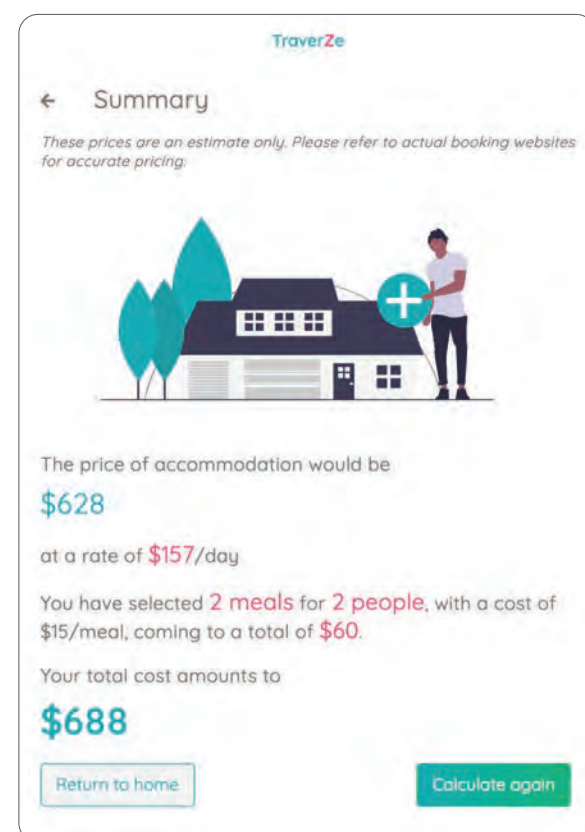 TraverZe
← Summary
These prices are an estimate only. Please refer to actual booking websites
for accurate pricing.
The price of accommodation would be
$628
at a rate of $157/day
You have selected 2 meals for 2 people, with a cost of
$15/meal, coming to a total of $60.
Your total cost amounts to
$688
Return to home
Calculate again